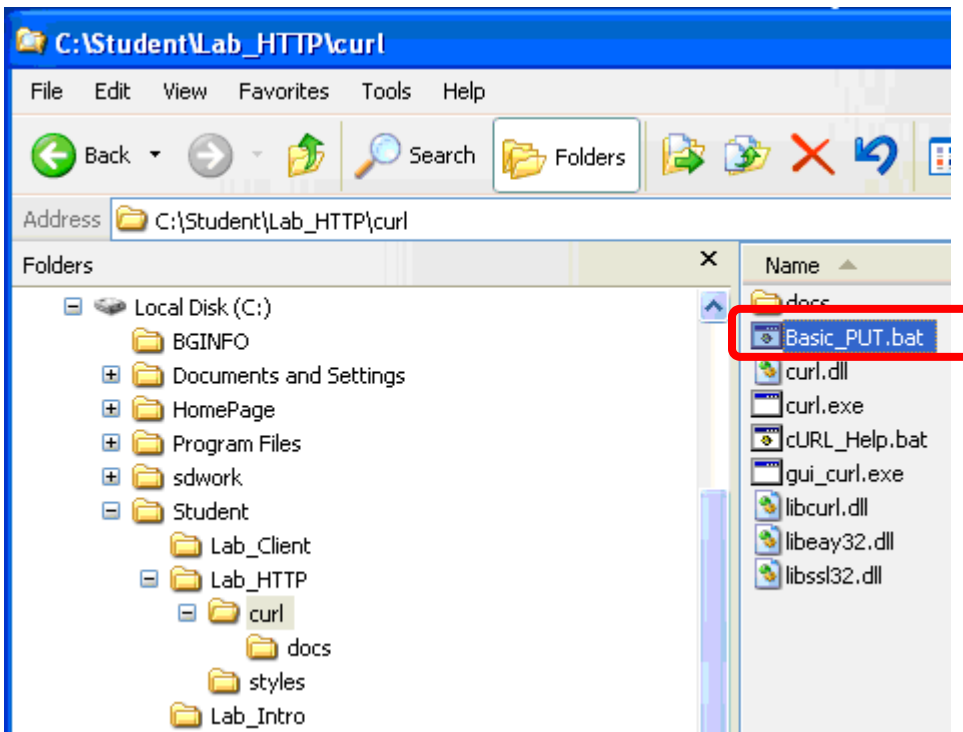 C:\Student\Lab_HTTP\curl
File Edit View Favorites Tools Help
Back Search Folders
Address C:\Student\Lab_HTTP\curl
Folders
Local Disk (C:)
BGINFO
Documents and Settings
HomePage
Program Files
sdwork
Student
Lab_Client
Lab_HTTP
curl
docs
styles
Lab_Intro
Name
docs
Basic_PUT.bat
curl.dll
curl.exe
cURL_Help.bat
gui_curl.exe
libcurl.dll
libeay32.dll
libssl32.dll